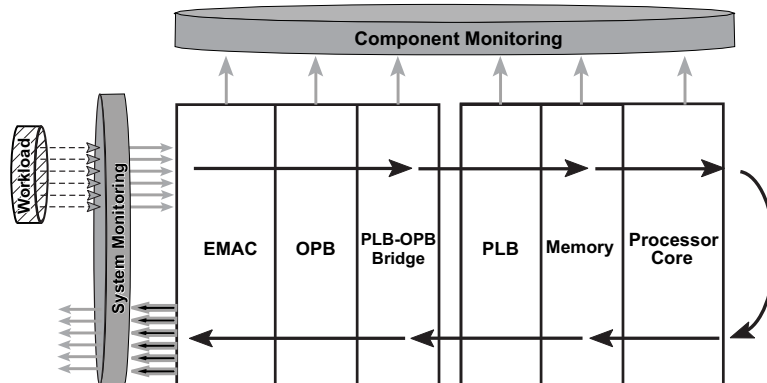 Component Monitoring
Workload
System Monitoring
EMAC
OPB
PLB-OPB
Bridge
PLB
Memory
Processor
Core